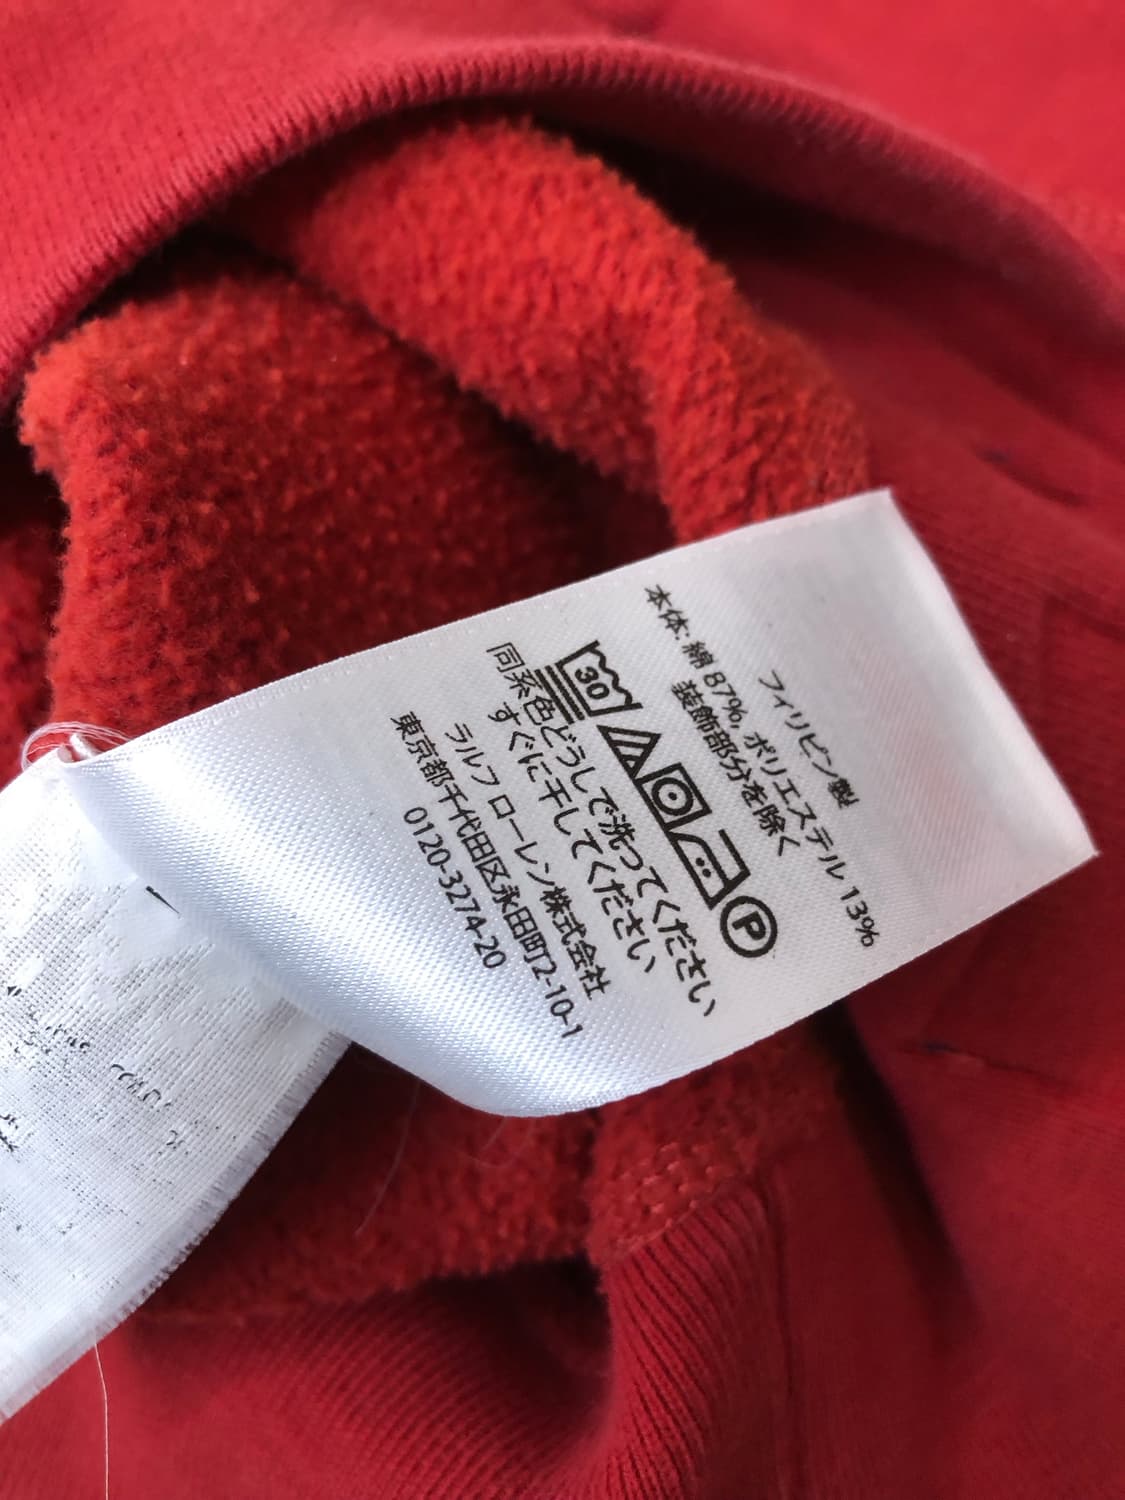 フィリピン製
本体: 綿 87%, ポリエステル 13%
装飾部分を除く
30
P
同系色どうしで洗ってください
すぐに干してください
ラルフ ローレン株式会社
東京都千代田区永田町2-10-1
0120-3274-20